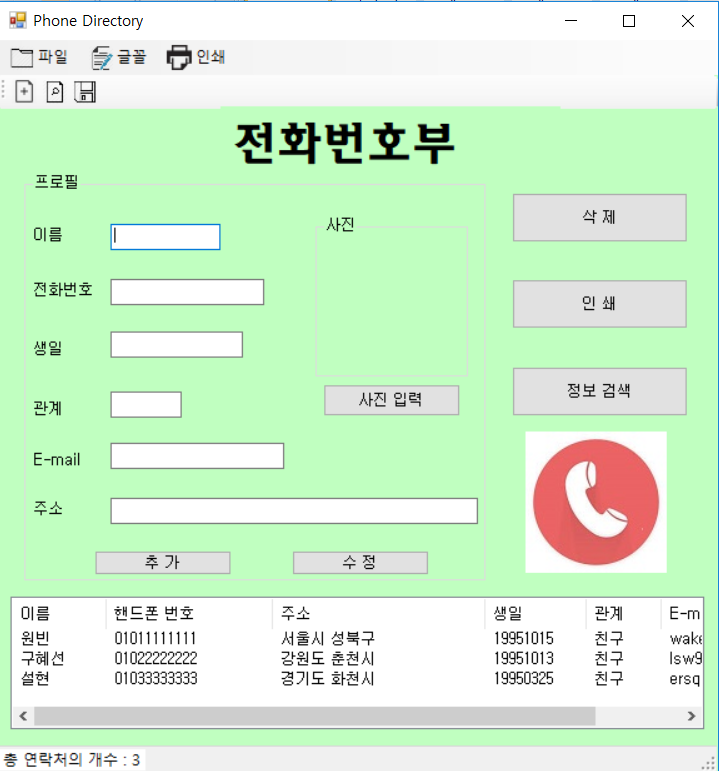 Phone Directory
파일 글꼴 인쇄
전화번호부
프로필
이름
사진
전화번호
생일
관계
사진 입력
E-mail
주소
추 가 수 정
삭 제
인 쇄
정보 검색
이름 핸드폰 번호 주소 생일 관계 E-m
원빈 01011111111 서울시 성북구 19951015 친구 wake
구혜선 01022222222 강원도 춘천시 19951013 친구 lsw9
설현 01033333333 경기도 화천시 19950325 친구 ersq
총 연락처의 개수 : 3